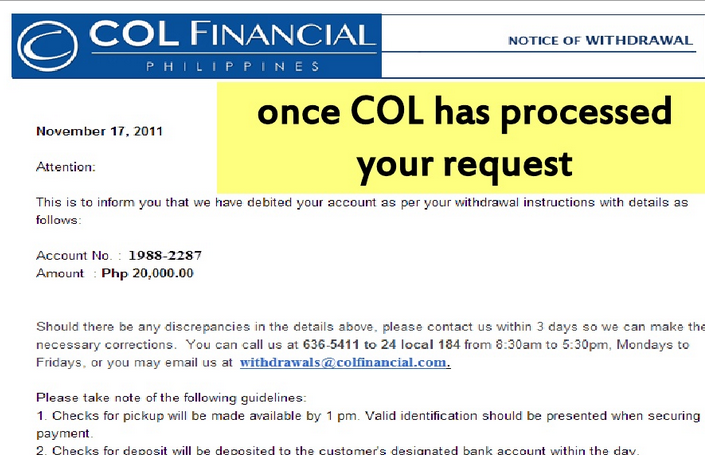 COL FINANCIAL
PHILIPPINES
NOTICE OF WITHDRAWAL
once COL has processed
your request
November 17, 2011
Attention:
This is to inform you that we have debited your account as per your withdrawal instructions with details as
follows:
Account No. : 1988-2287
Amount : Php 20,000.00
Should there be any discrepancies in the details above, please contact us within 3 days so we can make the
necessary corrections. You can call us at 636-5411 to 24 local 184 from 8:30am to 5:30pm, Mondays to
Fridays, or you may email us at withdrawals@colfinancial.com.
Please take note of the following guidelines:
1. Checks for pickup will be made available by 1 pm. Valid identification should be presented when securing
payment.
2. Checks for deposit will be deposited to the customer's designated bank account within the day.